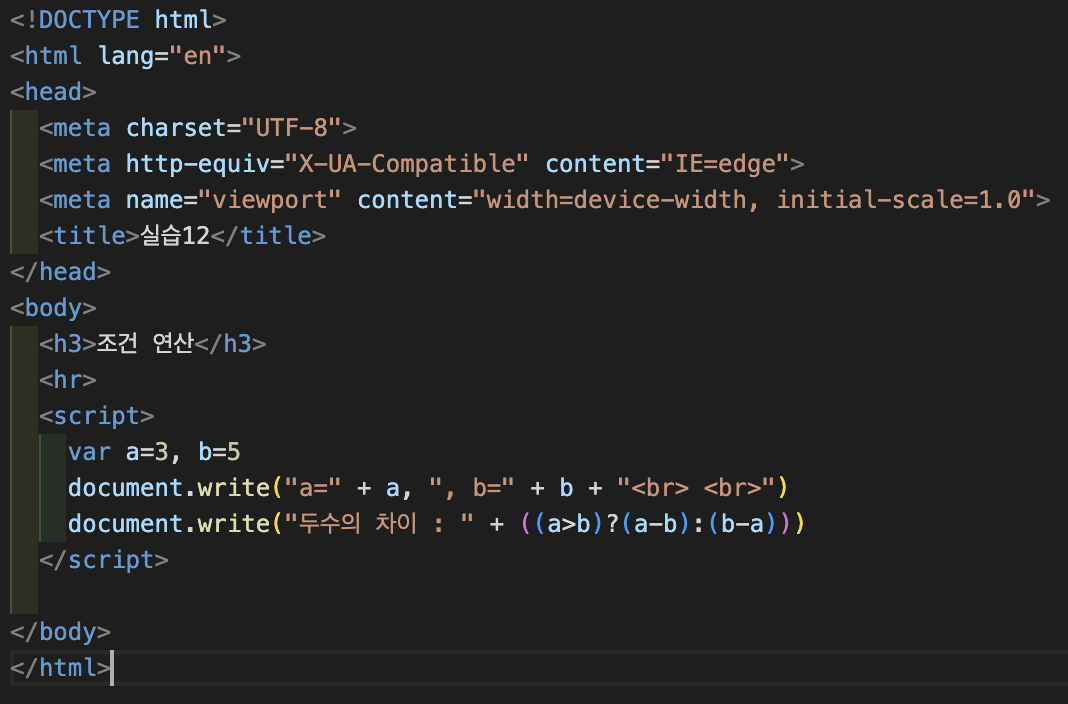 <!DOCTYPE html>
<html lang="en">
<head>
  <meta charset="UTF-8">
  <meta http-equiv="X-UA-Compatible" content="IE=edge">
  <meta name="viewport" content="width=device-width, initial-scale=1.0">
  <title>실습12</title>
</head>
<body>
  <h3>조건 연산</h3>
  <hr>
  <script>
    var a=3, b=5
    document.write("a=" + a, ", b=" + b + "<br> <br>")
    document.write("두수의 차이 : " + ((a>b)?(a-b):(b-a)))
  </script>
</body>
</html>